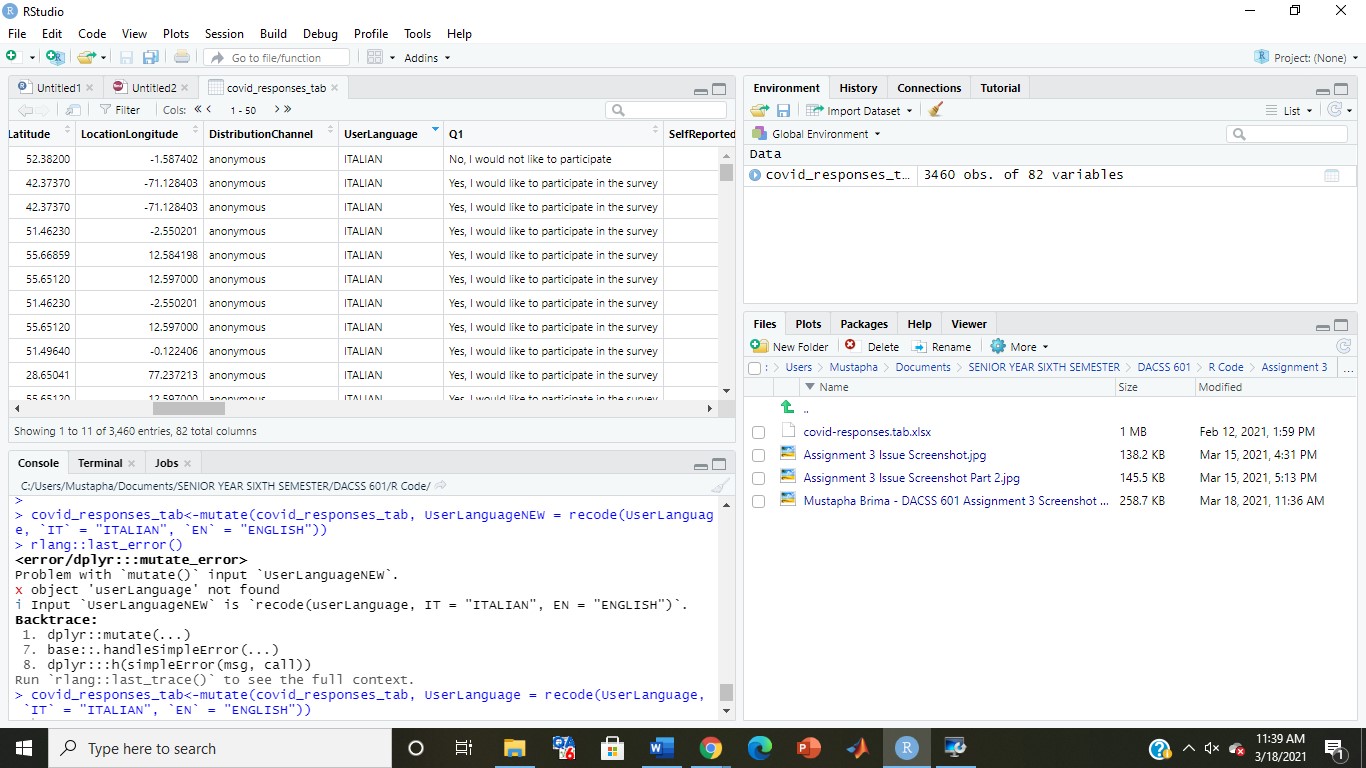 RStudio
File Edit Code View Plots Session Build Debug Profile Tools Help
Go to file/function Addins Project: (None)
Untitled1 Untitled2 covid_responses_tab
Filter Cols: 1 - 50
Latitude LocationLongitude DistributionChannel UserLanguage Q1 SelfReported
52.38200 -1.587402 anonymous ITALIAN No, I would not like to participate
42.37370 -71.128403 anonymous ITALIAN Yes, I would like to participate in the survey
42.37370 -71.128403 anonymous ITALIAN Yes, I would like to participate in the survey
51.46230 -2.550201 anonymous ITALIAN Yes, I would like to participate in the survey
55.66859 12.584198 anonymous ITALIAN Yes, I would like to participate in the survey
55.65120 12.597000 anonymous ITALIAN Yes, I would like to participate in the survey
51.46230 -2.550201 anonymous ITALIAN Yes, I would like to participate in the survey
55.65120 12.597000 anonymous ITALIAN Yes, I would like to participate in the survey
51.49640 -0.122406 anonymous ITALIAN Yes, I would like to participate in the survey
28.65041 77.237213 anonymous ITALIAN Yes, I would like to participate in the survey
55.65120 12.597000 anonymous ITALIAN Yes, I would like to participate in the survey
Showing 1 to 11 of 3,460 entries, 82 total columns
Console Terminal Jobs
C:/Users/Mustapha/Documents/SENIOR YEAR SIXTH SEMESTER/DACSS 601/R Code/
>
> covid_responses_tab<-mutate(covid_responses_tab, UserLanguageNEW = recode(UserLanguag
e, `IT` = "ITALIAN", `EN` = "ENGLISH"))
> rlang::last_error()
<error/dplyr:::mutate_error>
Problem with `mutate()` input `UserLanguageNEW`.
x object 'userLanguage' not found
i Input `UserLanguageNEW` is `recode(userLanguage, IT = "ITALIAN", EN = "ENGLISH")`.
Backtrace:
1. dplyr::mutate(...)
7. base::.handleSimpleError(...)
8. dplyr:::h(simpleError(msg, call))
Run `rlang::last_trace()` to see the full context.
> covid_responses_tab<-mutate(covid_responses_tab, UserLanguage = recode(UserLanguage,
`IT` = "ITALIAN", `EN` = "ENGLISH"))
Environment History Connections Tutorial
Import Dataset List
Global Environment
Data
covid_responses_t… 3460 obs. of 82 variables
Files Plots Packages Help Viewer
New Folder Delete Rename More
: Users Mustapha Documents SENIOR YEAR SIXTH SEMESTER DACSS 601 R Code Assignment 3 ...
Name Size Modified
..
covid-responses.tab.xlsx 1 MB Feb 12, 2021, 1:59 PM
Assignment 3 Issue Screenshot.jpg 138.2 KB Mar 15, 2021, 4:31 PM
Assignment 3 Issue Screenshot Part 2.jpg 145.5 KB Mar 15, 2021, 5:13 PM
Mustapha Brima - DACSS 601 Assignment 3 Screenshot ... 258.7 KB Mar 18, 2021, 11:36 AM
Type here to search
11:39 AM
3/18/2021
1